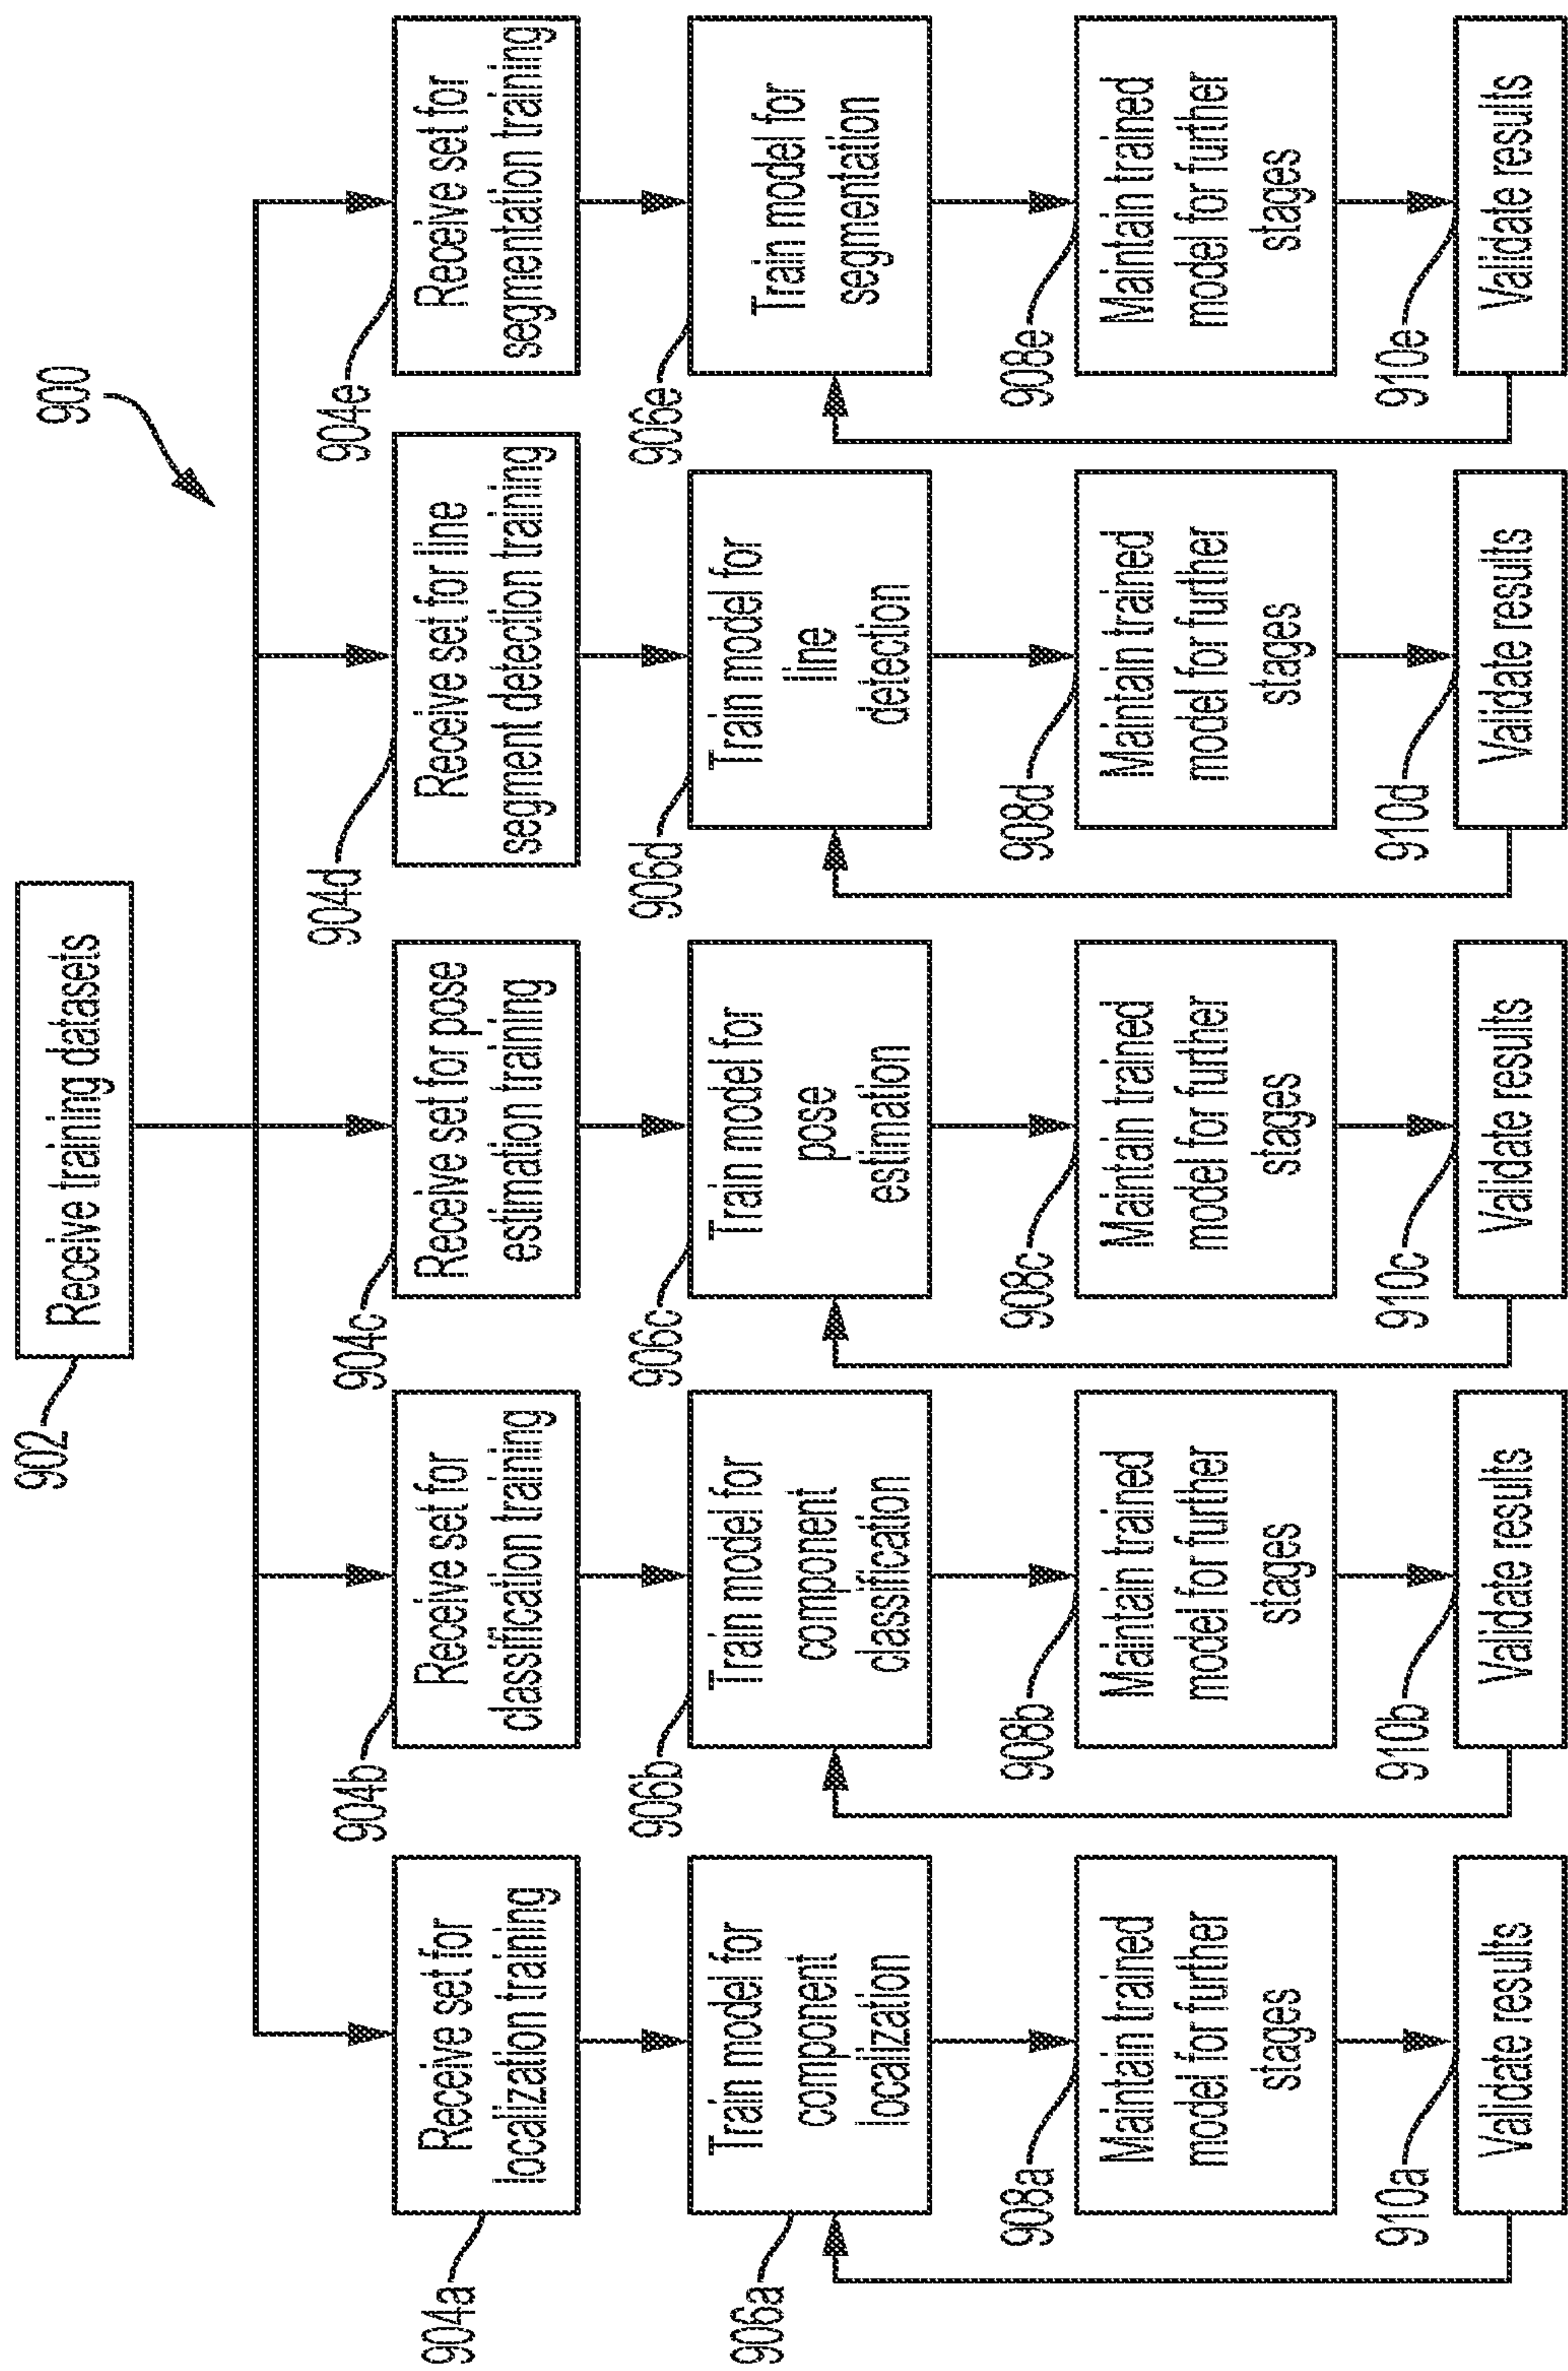 900
902
Receive training datasets
904a
Receive set for
localization training
904b
Receive set for
classification training
904c
Receive set for pose
estimation training
904d
Receive set for line
segment detection training
904e
Receive set for
segmentation training
906a
Train model for
component
localization
906b
Train model for
component
classification
906c
Train model for
pose
estimation
906d
Train model for
line
detection
906e
Train model for
segmentation
908a
Maintain trained
model for further
stages
908b
Maintain trained
model for further
stages
908c
Maintain trained
model for further
stages
908d
Maintain trained
model for further
stages
908e
Maintain trained
model for further
stages
910a
Validate results
910b
Validate results
910c
Validate results
910d
Validate results
910e
Validate results